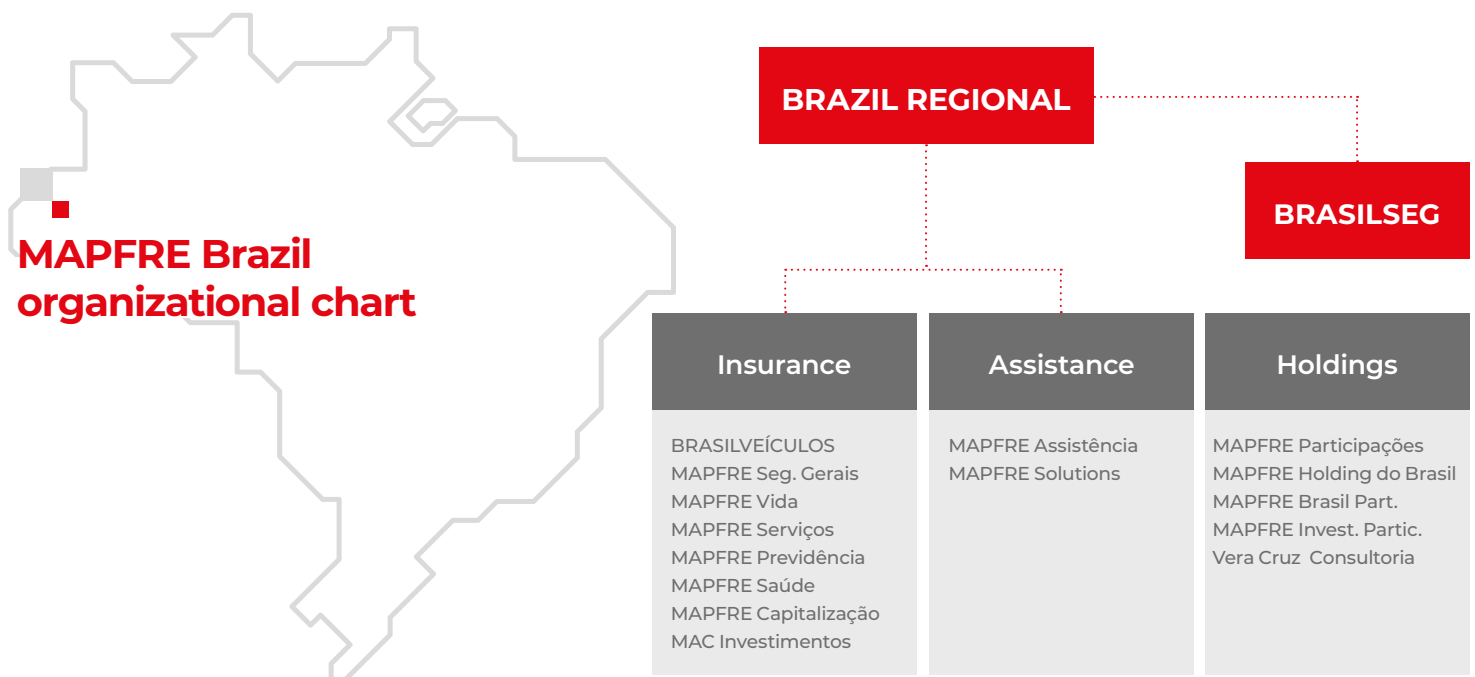 MAPFRE Brazil
organizational chart
BRAZIL REGIONAL
BRASILSEG
Insurance
BRASILVEÍCULOS
MAPFRE Seg. Gerais
MAPFRE Vida
MAPFRE Serviços
MAPFRE Previdência
MAPFRE Saúde
MAPFRE Capitalização
MAC Investimentos
Assistance
MAPFRE Assistência
MAPFRE Solutions
Holdings
MAPFRE Participações
MAPFRE Holding do Brasil
MAPFRE Brasil Part.
MAPFRE Invest. Partic.
Vera Cruz  Consultoria